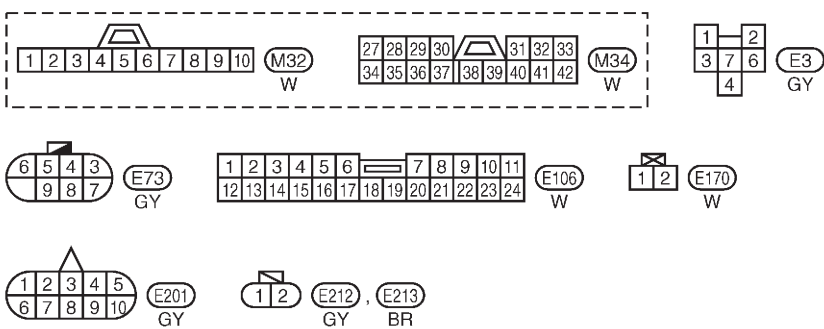 1 2 3 4 5 6 7 8 9 10 M32
W
27 28 29 30 31 32 33
34 35 36 37 38 39 40 41 42
M34
W
1 2
3 7 6
4
E3
GY
6 5 4 3
9 8 7
E73
GY
1 2 3 4 5 6 7 8 9 10 11
12 13 14 15 16 17 18 19 20 21 22 23 24
E106
W
1 2 E170
W
1 2 3 4 5
6 7 8 9 10
E201
GY
1 2 E212 , E213
GY BR